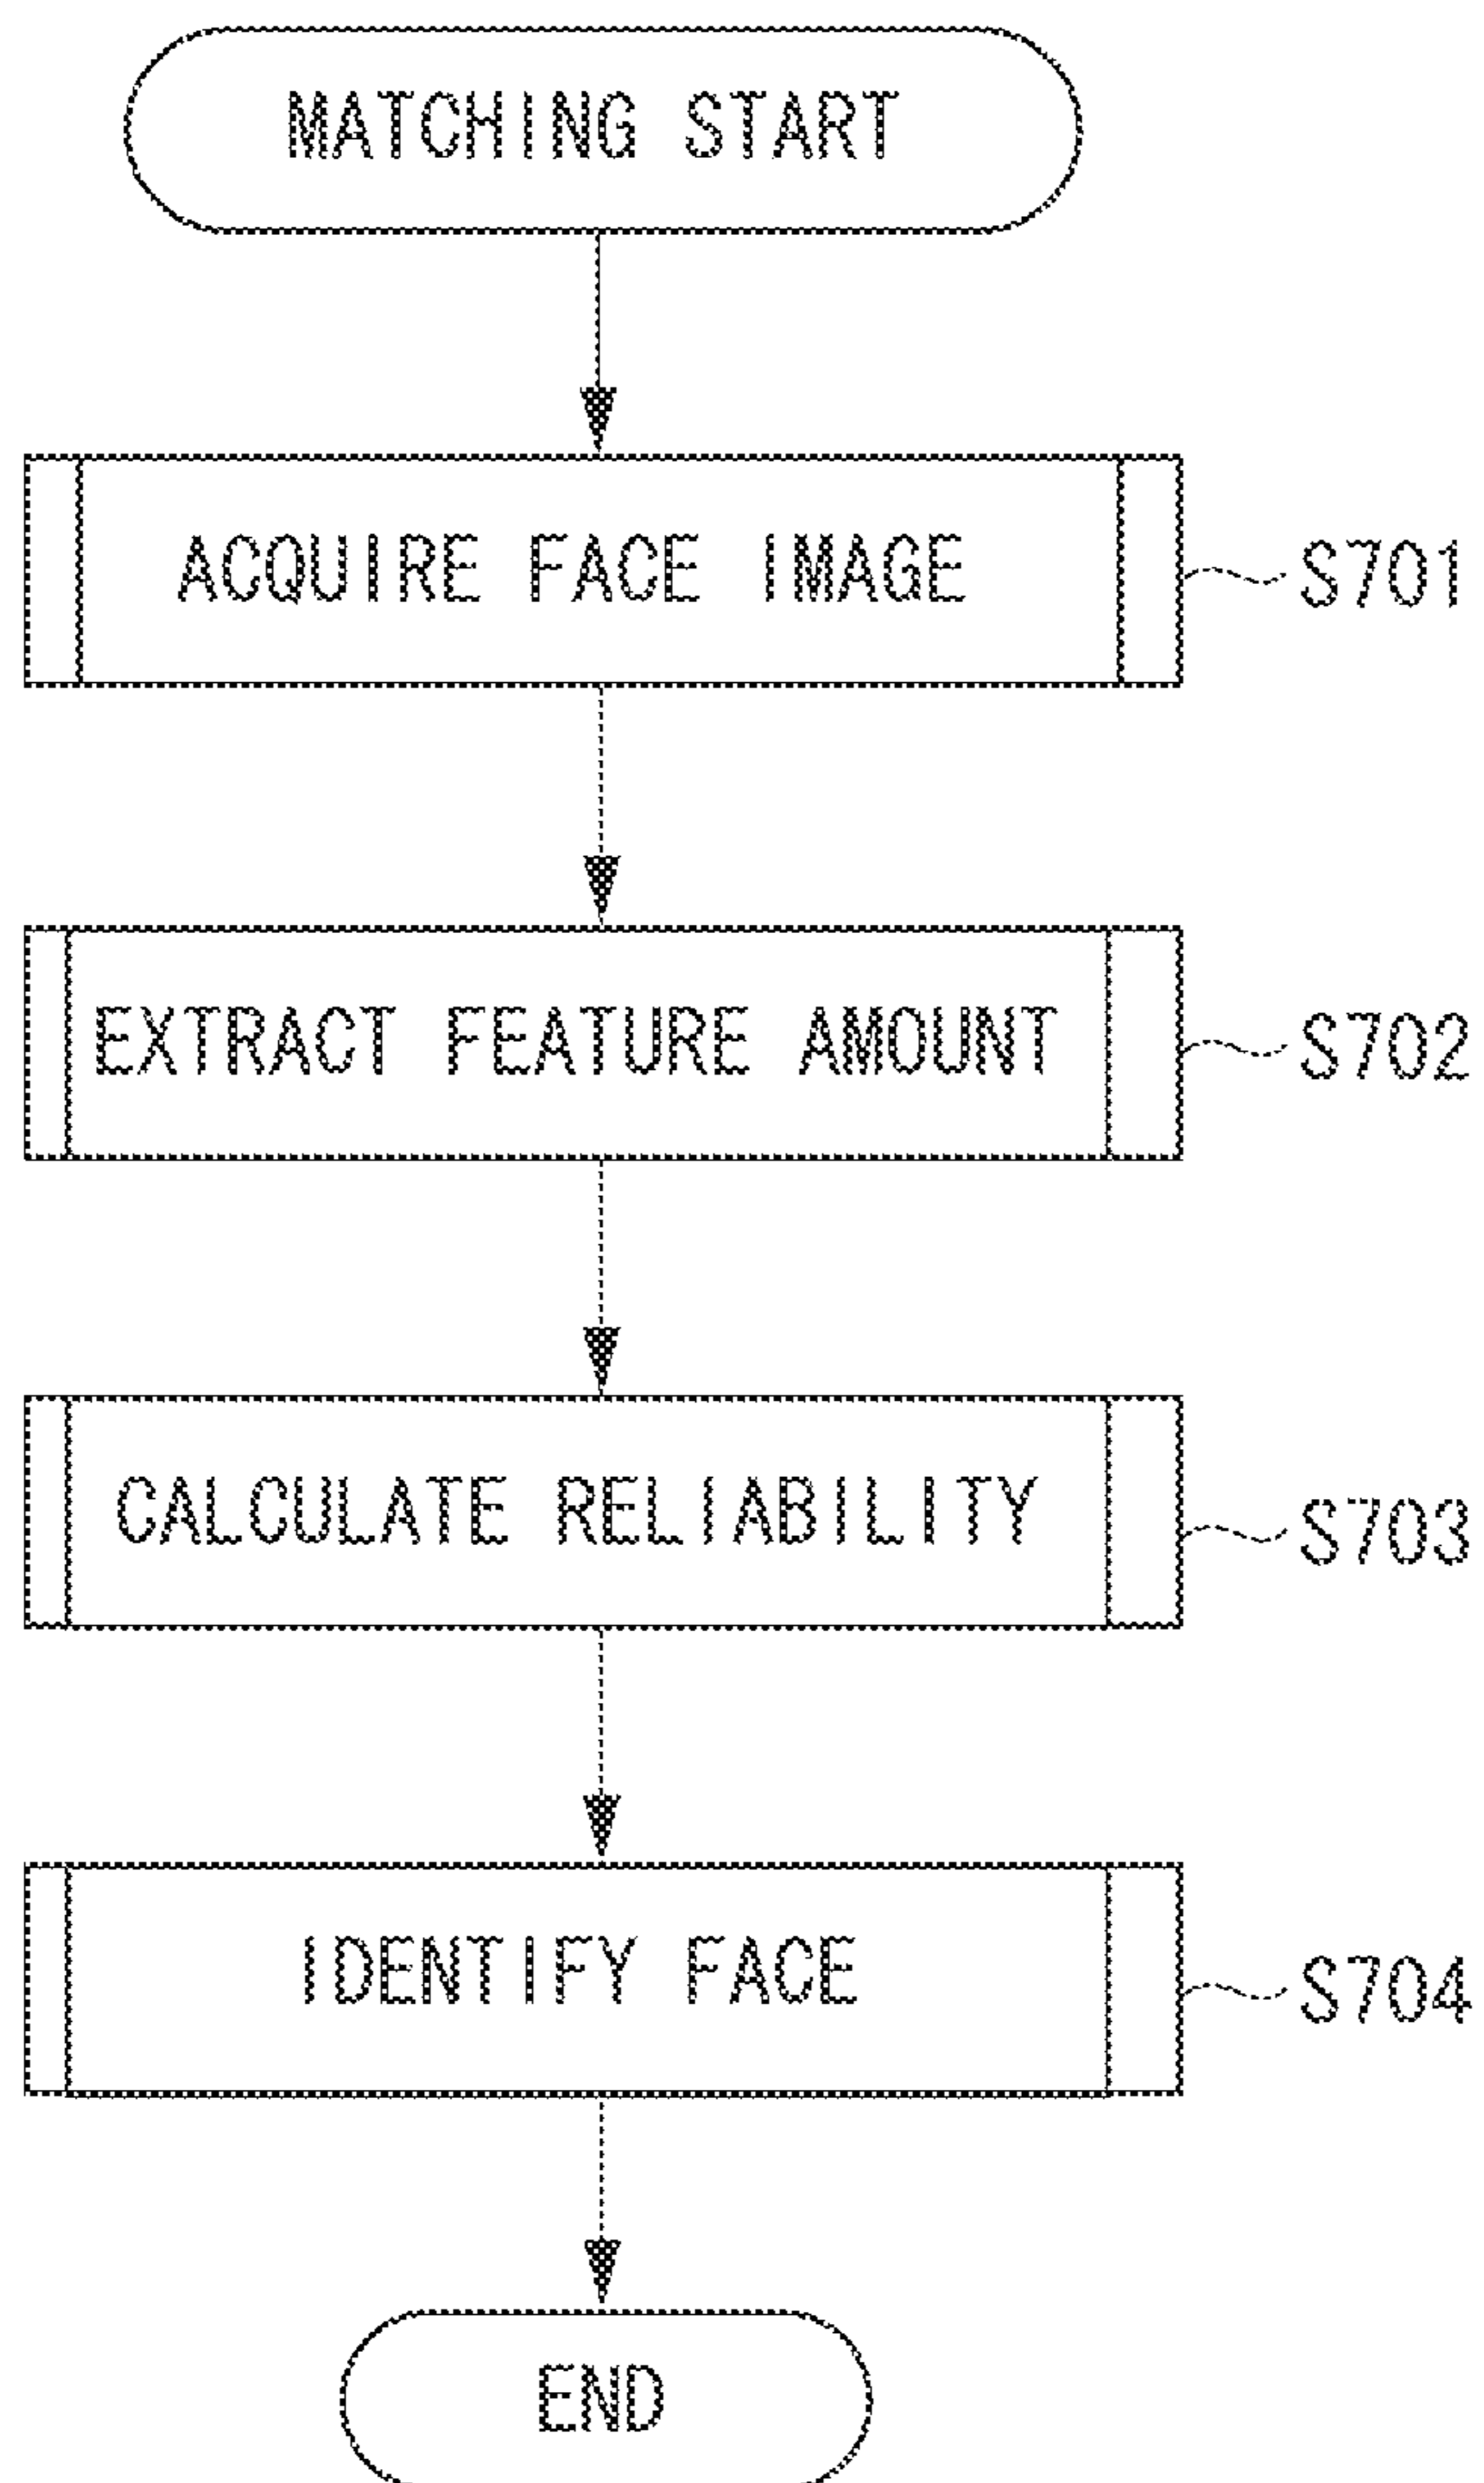 MATCHING START
ACQUIRE FACE IMAGE
S701
EXTRACT FEATURE AMOUNT
S702
CALCULATE RELIABILITY
S703
IDENTIFY FACE
S704
END